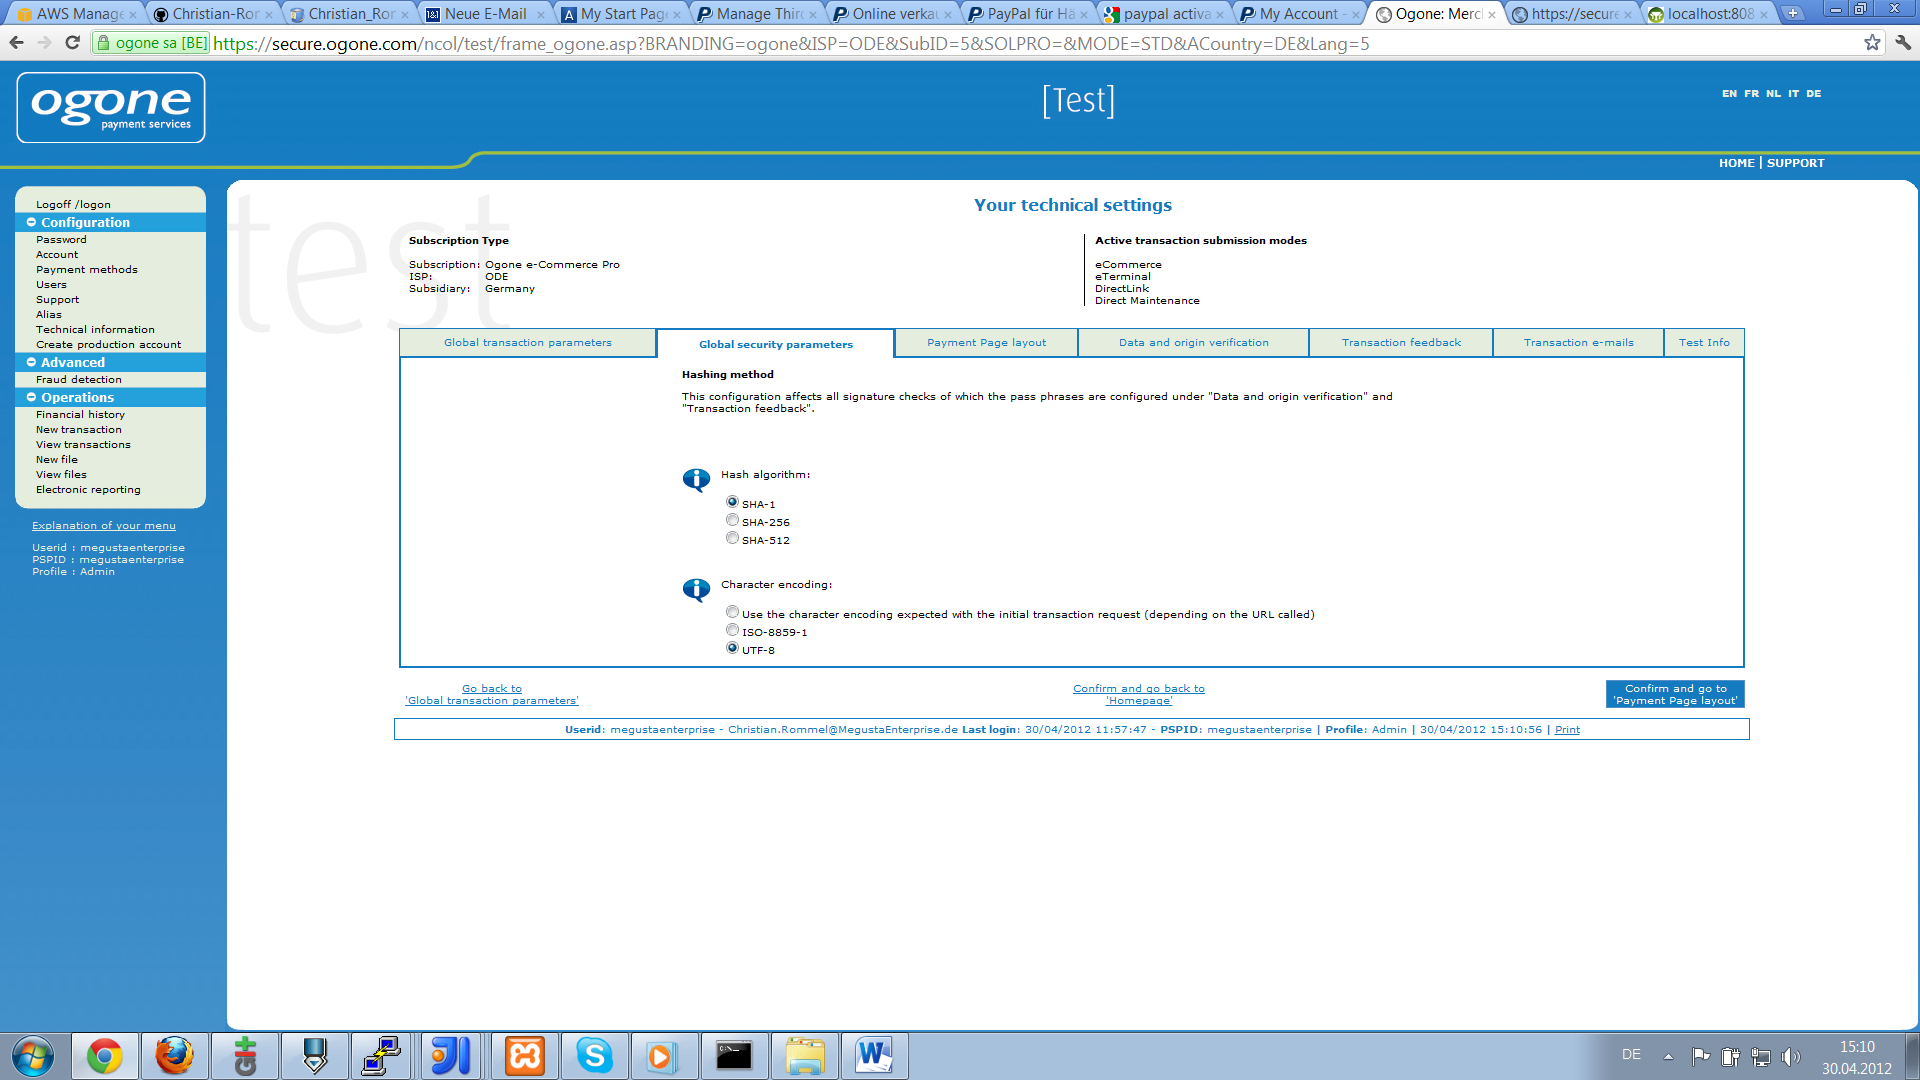 AWS Manage
Christian-Ror
Christian_Ror
Neue E-Mail
My Start Page
Manage Third
Online verkau
PayPal für Hä
paypal activa
My Account -
Ogone: Merch
https://secure
localhost:808
ogone sa [BE]
https://secure.ogone.com/ncol/test/frame_ogone.asp?BRANDING=ogone&ISP=ODE&SubID=5&SOLPRO=&MODE=STD&ACountry=DE&Lang=5
ogone
payment services
[Test]
EN FR NL IT DE
HOME | SUPPORT
Logoff /logon
Configuration
Password
Account
Payment methods
Users
Support
Alias
Technical information
Create production account
Advanced
Fraud detection
Operations
Financial history
New transaction
View transactions
New file
View files
Electronic reporting
Explanation of your menu
Userid : megustaenterprise
PSPID : megustaenterprise
Profile : Admin
test
Your technical settings
Subscription Type
Subscription: Ogone e-Commerce Pro
ISP: ODE
Subsidiary: Germany
Active transaction submission modes
eCommerce
eTerminal
DirectLink
Direct Maintenance
Global transaction parameters
Global security parameters
Payment Page layout
Data and origin verification
Transaction feedback
Transaction e-mails
Test Info
Hashing method
This configuration affects all signature checks of which the pass phrases are configured under "Data and origin verification" and
"Transaction feedback".
Hash algorithm:
SHA-1
SHA-256
SHA-512
Character encoding:
Use the character encoding expected with the initial transaction request (depending on the URL called)
ISO-8859-1
UTF-8
Go back to
'Global transaction parameters'
Confirm and go back to
'Homepage'
Confirm and go to
'Payment Page layout'
Userid: megustaenterprise - Christian.Rommel@MegustaEnterprise.de Last login: 30/04/2012 11:57:47 - PSPID: megustaenterprise | Profile: Admin | 30/04/2012 15:10:56 | Print
DE
15:10
30.04.2012